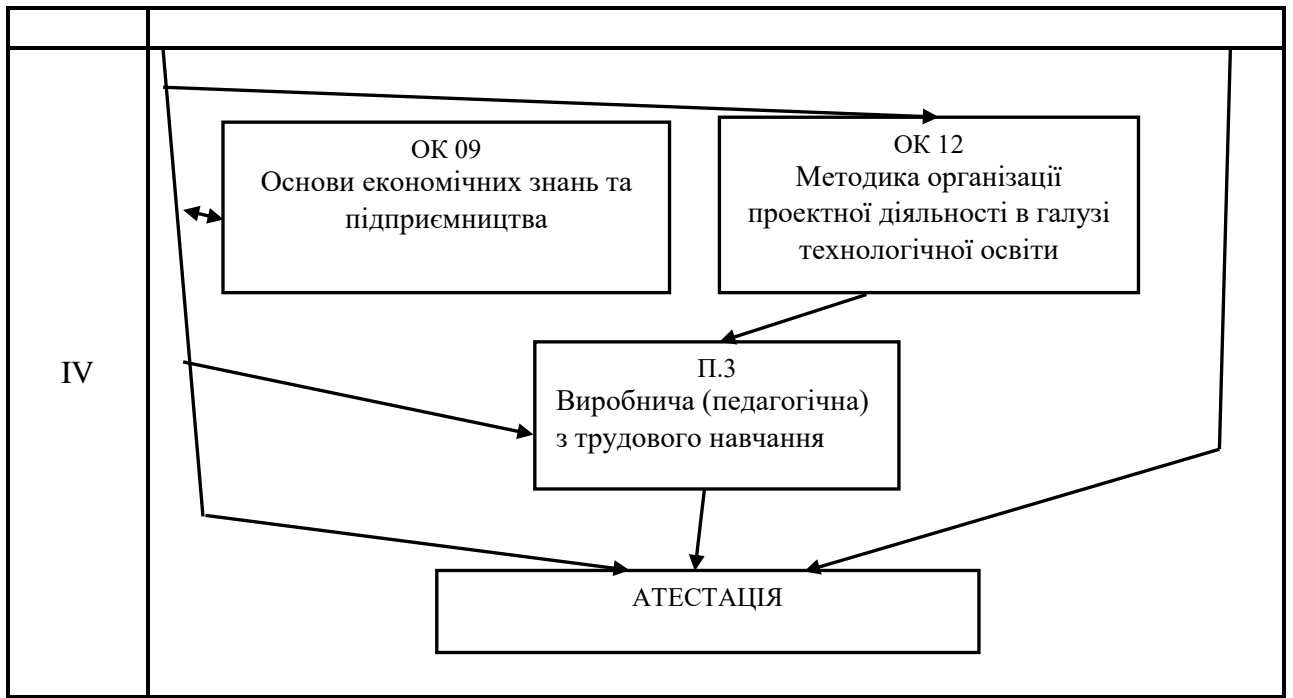 ОК 09
Основи економічних знань та
підприємництва
ОК 12
Методика організації
проектної діяльності в галузі
технологічної освіти
IV
П.3
Виробнича (педагогічна)
з трудового навчання
АТЕСТАЦІЯ